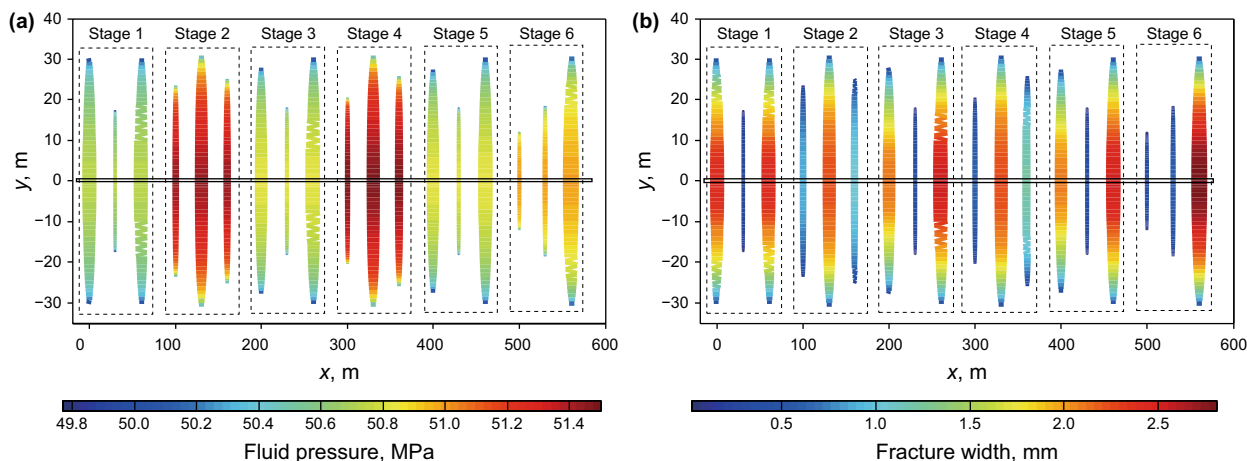 (a)
Stage 1 Stage 2 Stage 3 Stage 4 Stage 5 Stage 6
40
30
20
10
0
−10
−20
−30
y, m
0 100 200 300 400 500 600
x, m
49.8 50.0 50.2 50.4 50.6 50.8 51.0 51.2 51.4
Fluid pressure, MPa
(b)
Stage 1 Stage 2 Stage 3 Stage 4 Stage 5 Stage 6
40
30
20
10
0
−10
−20
−30
y, m
0 100 200 300 400 500 600
x, m
0.5 1.0 1.5 2.0 2.5
Fracture width, mm